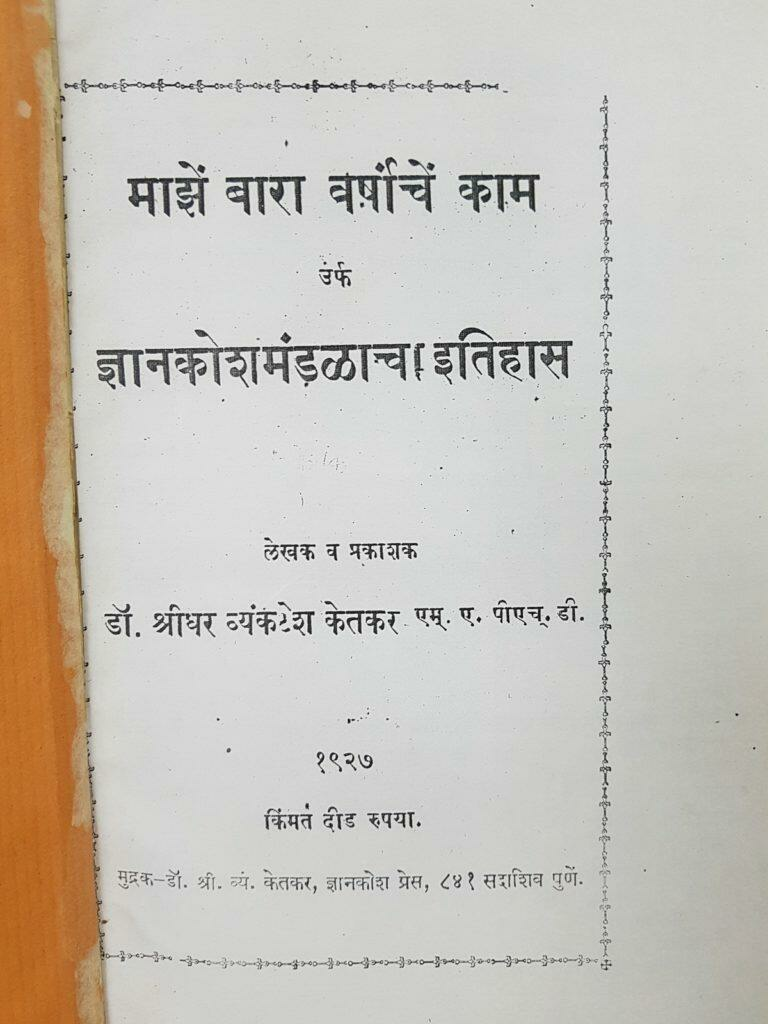 माझें बारा वर्षांचें काम
उर्फ
ज्ञानकोशमंडळाचा इतिहास
लेखक व प्रकाशक
डॉ. श्रीधर व्यंकटेश केतकर एम्. ए. पीएच्. डी.
१९२७
किंमत दीड रुपया.
मुद्रक–डॉ. श्री. व्यं. केतकर, ज्ञानकोश प्रेस, ८४१ सदाशिव पुणें.